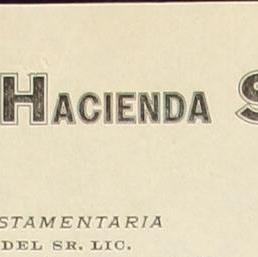 HACIENDA S
STAMENTARIA
DEL SR. LIC.